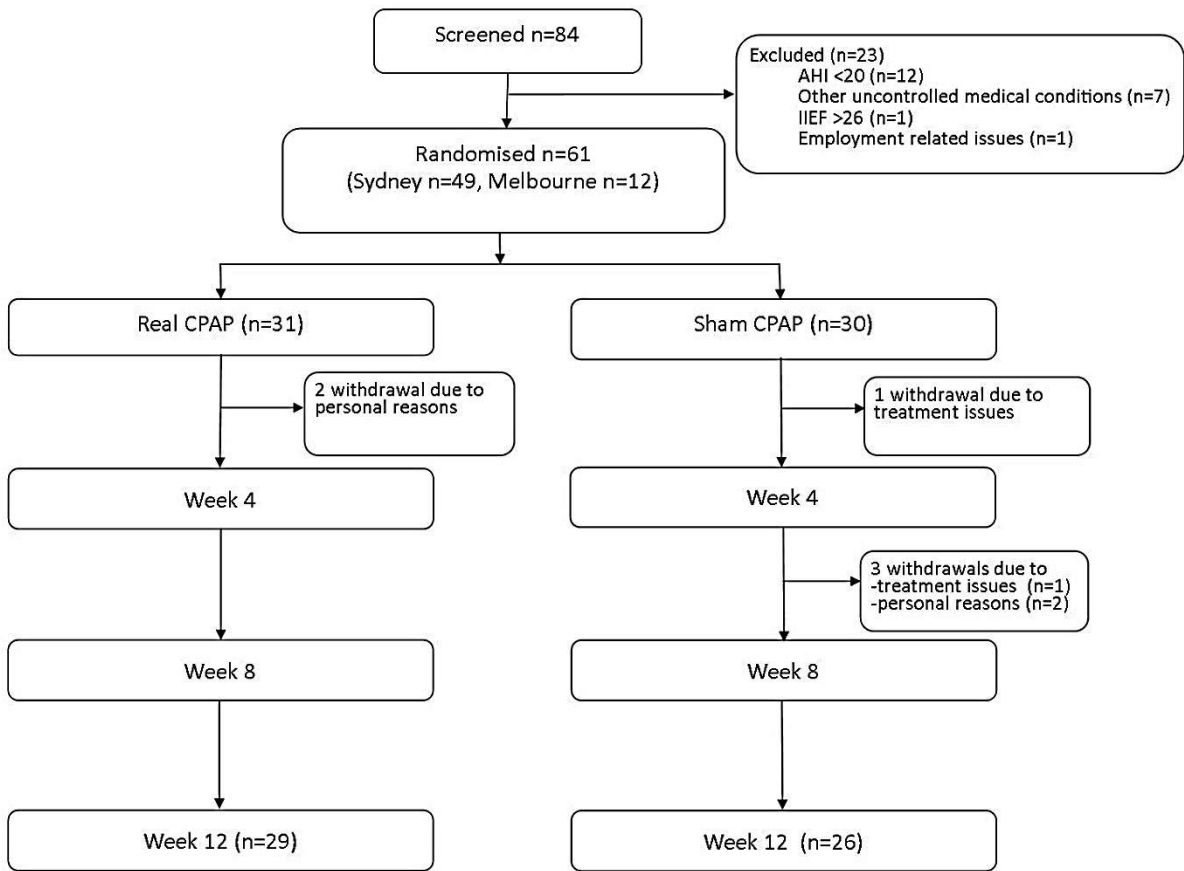 Screened n=84
Excluded (n=23)
AHI <20 (n=12)
Other uncontrolled medical conditions (n=7)
IIEF >26 (n=1)
Employment related issues (n=1)
Randomised n=61
(Sydney n=49, Melbourne n=12)
Real CPAP (n=31)
Sham CPAP (n=30)
2 withdrawal due to
personal reasons
1 withdrawal due to
treatment issues
Week 4
Week 4
3 withdrawals due to
-treatment issues (n=1)
-personal reasons (n=2)
Week 8
Week 8
Week 12 (n=29)
Week 12 (n=26)